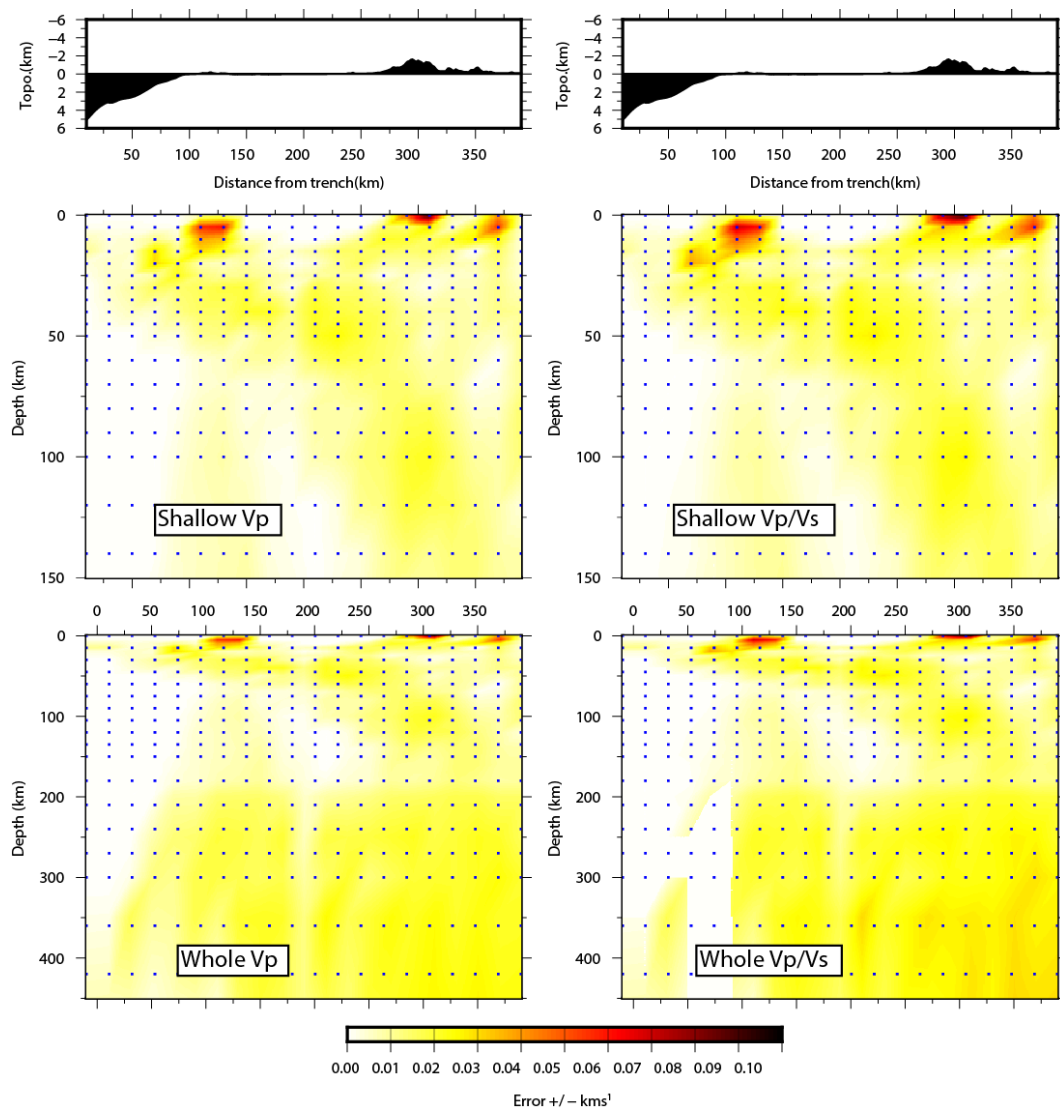 −6
−4
−2
0
2
4
6
Topo.(km)
50 100 150 200 250 300 350
Distance from trench(km)
−6
−4
−2
0
2
4
6
Topo.(km)
50 100 150 200 250 300 350
Distance from trench(km)
0
50
100
150
Depth (km)
Shallow Vp
0
50
100
150
Depth (km)
Shallow Vp/Vs
0 50 100 150 200 250 300 350
0
100
200
300
400
Depth (km)
Whole Vp
0 50 100 150 200 250 300 350
0
100
200
300
400
Depth (km)
Whole Vp/Vs
0.00 0.01 0.02 0.03 0.04 0.05 0.06 0.07 0.08 0.09 0.10
Error +/− kms¹